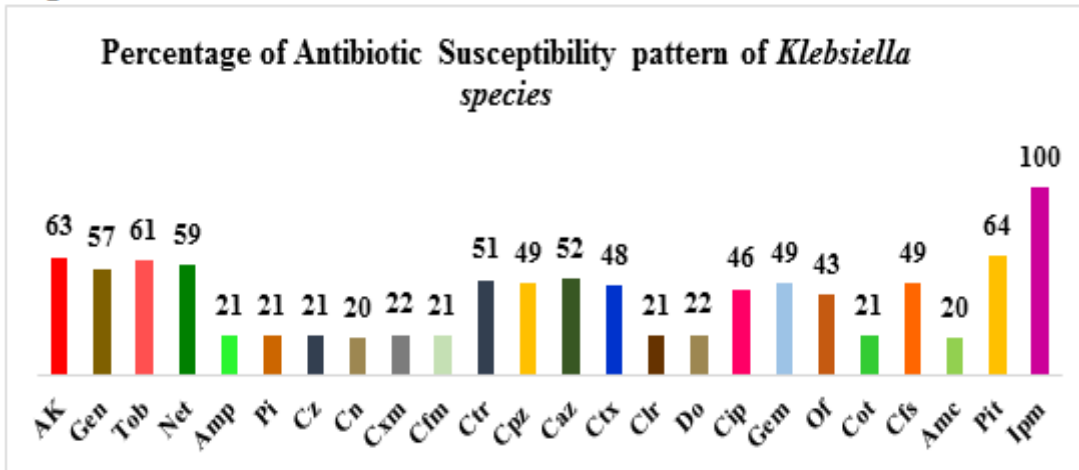 Percentage of Antibiotic Susceptibility pattern of Klebsiella
species
100
63
57
61
59
21
21
21
20
22
21
51
49
52
48
21
22
46
49
43
21
49
20
64
AK
Gen
Tob
Net
Amp
Pi
Cz
Cn
Cxm
Cfm
Ctr
Cpz
Caz
Ctx
Clr
Do
Cip
Gem
Of
Cot
Cfs
Amc
Pit
Ipm